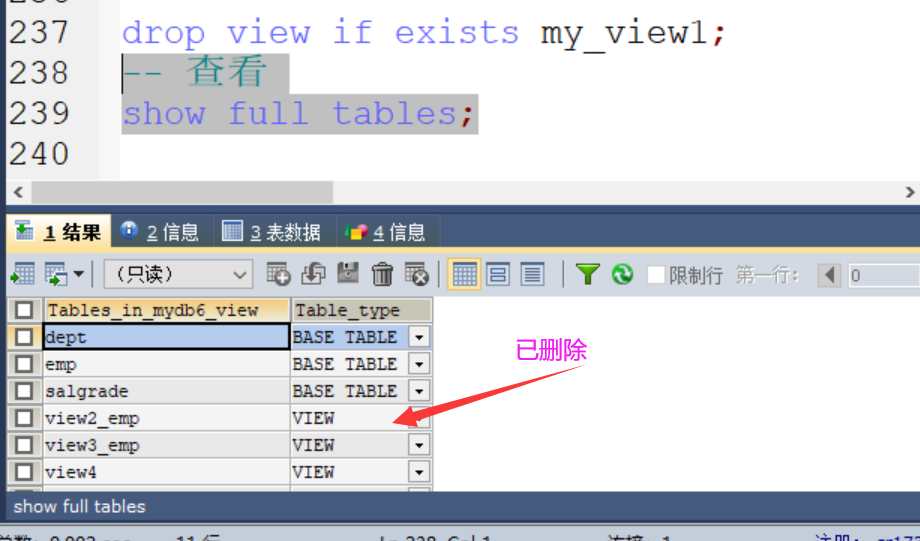 237 drop view if exists my_view1;
238 -- 查看
239 show full tables;
240
1 结果 2 信息 3 表数据 4 信息
（只读） 限制行 第一行: 0
Tables_in_mydb6_view Table_type
dept BASE TABLE
已删除
emp BASE TABLE
salgrade BASE TABLE
view2_emp VIEW
view3_emp VIEW
view4 VIEW
show full tables